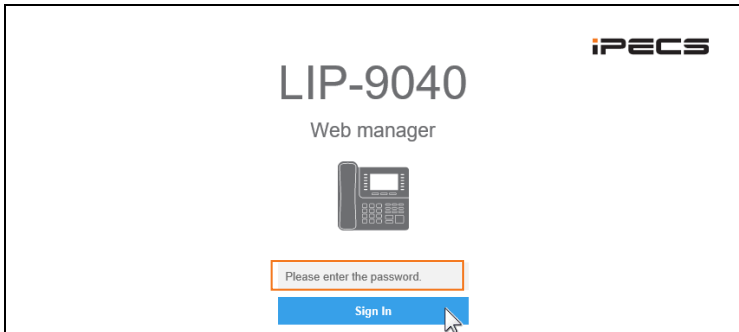 iPECS
LIP-9040
Web manager
Please enter the password.
Sign In